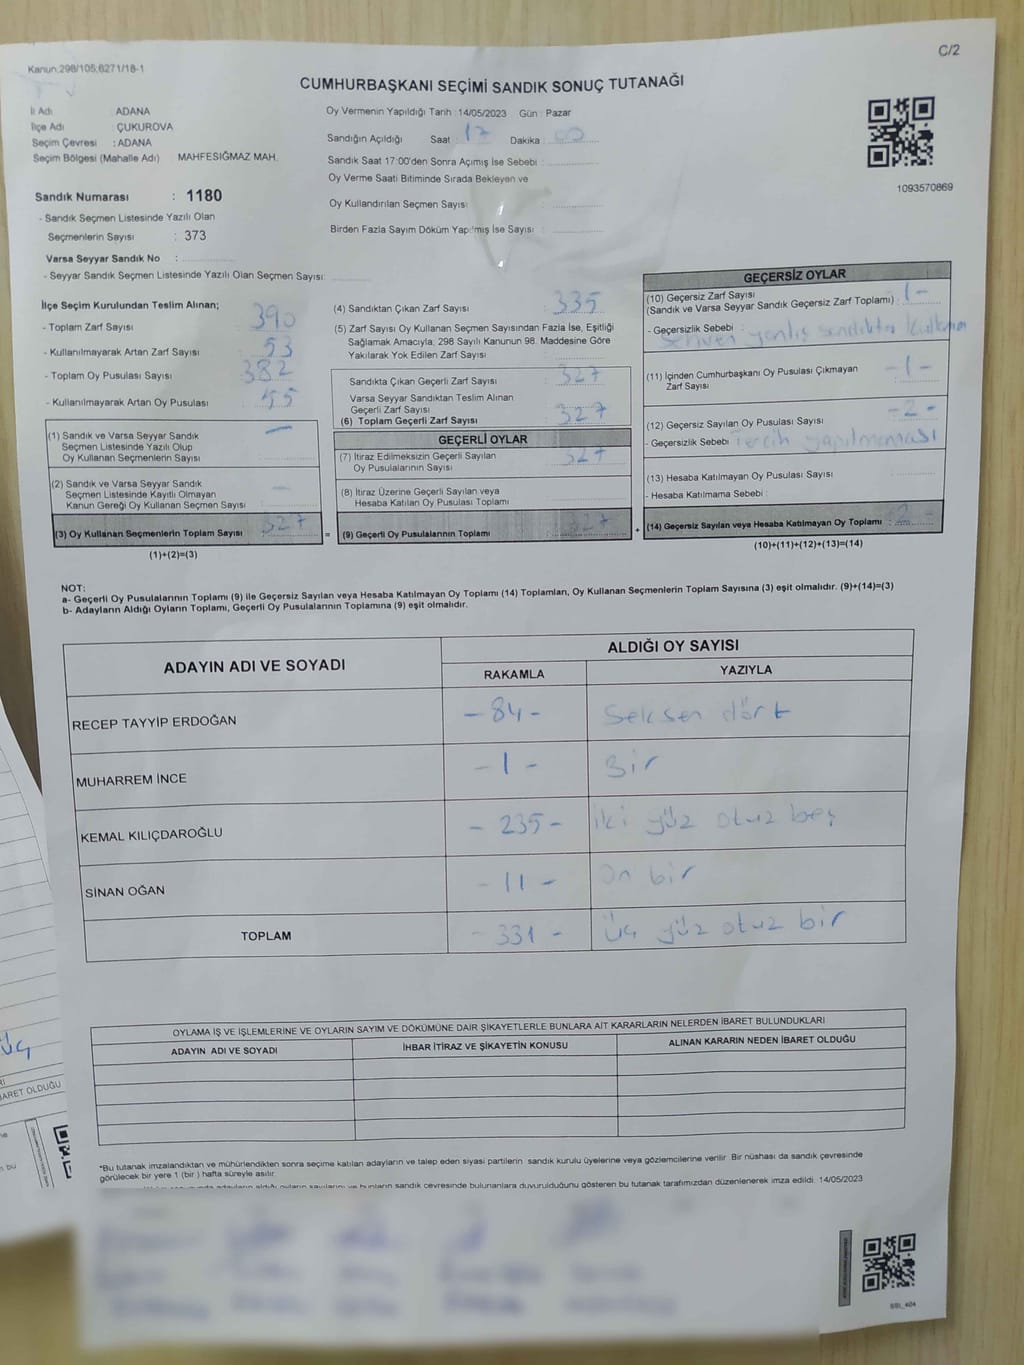 C/2
Kanun:298/105;6271/18-1
CUMHURBAŞKANI SEÇİMİ SANDIK SONUÇ TUTANAĞI
İl Adı ADANA
İlçe Adı ÇUKUROVA
Seçim Çevresi : ADANA
Seçim Bölgesi (Mahalle Adı) MAHFESIĞMAZ MAH.
Oy Vermenin Yapıldığı Tarih :14/05/2023 Gün : Pazar
Sandığın Açıldığı Saat : 17 Dakika : 00
Sandık Saat 17:00'den Sonra Açımış İse Sebebi :
Oy Verme Saati Bitiminde Sırada Bekleyen ve
Oy Kullandırılan Seçmen Sayısı :
Birden Fazla Sayım Döküm Yapılmış İse Sayısı :
1093570869
Sandık Numarası : 1180
- Sandık Seçmen Listesinde Yazılı Olan
Seçmenlerin Sayısı : 373
Varsa Seyyar Sandık No :
- Seyyar Sandık Seçmen Listesinde Yazılı Olan Seçmen Sayısı:
İlçe Seçim Kurulundan Teslim Alınan;
- Toplam Zarf Sayısı : 390
- Kullanılmayarak Artan Zarf Sayısı : 53
- Toplam Oy Pusulası Sayısı : 382
- Kullanılmayarak Artan Oy Pusulası : 45
(1) Sandık ve Varsa Seyyar Sandık
Seçmen Listesinde Yazılı Olup
Oy Kullanan Seçmenlerin Sayısı : —
(2) Sandık ve Varsa Seyyar Sandık
Seçmen Listesinde Kayıtlı Olmayan
Kanun Gereği Oy Kullanan Seçmen Sayısı : —
(3) Oy Kullanan Seçmenlerin Toplam Sayısı : 327
(1)+(2)=(3)
=
(4) Sandıktan Çıkan Zarf Sayısı : 335
(5) Zarf Sayısı Oy Kullanan Seçmen Sayısından Fazla İse, Eşitliği
Sağlamak Amacıyla, 298 Sayılı Kanunun 98. Maddesine Göre
Yakılarak Yok Edilen Zarf Sayısı :
Sandıkta Çıkan Geçerli Zarf Sayısı : 327
Varsa Seyyar Sandıktan Teslim Alınan
Geçerli Zarf Sayısı
(6) Toplam Geçerli Zarf Sayısı : 327
GEÇERLİ OYLAR
(7) İtiraz Edilmeksizin Geçerli Sayılan
Oy Pusulalarının Sayısı : 327
(8) İtiraz Üzerine Geçerli Sayılan veya
Hesaba Katılan Oy Pusulası Toplamı :
(9) Geçerli Oy Pusulalarının Toplamı : 327
+
GEÇERSİZ OYLAR
(10) Geçersiz Zarf Sayısı
(Sandık ve Varsa Seyyar Sandık Geçersiz Zarf Toplamı) : -1-
- Geçersizlik Sebebi : yanlış sandıkta
(11) İçinden Cumhurbaşkanı Oy Pusulası Çıkmayan
Zarf Sayısı : -1-
(12) Geçersiz Sayılan Oy Pusulası Sayısı : -2-
- Geçersizlik Sebebi : Tercih yapılmaması
(13) Hesaba Katılmayan Oy Pusulası Sayısı :
- Hesaba Katılmama Sebebi :
(14) Geçersiz Sayılan veya Hesaba Katılmayan Oy Toplamı :
(10)+(11)+(12)+(13)=(14)
NOT:
a- Geçerli Oy Pusulalarının Toplamı (9) ile Geçersiz Sayılan veya Hesaba Katılmayan Oy Toplamı (14) Toplamları, Oy Kullanan Seçmenlerin Toplam Sayısına (3) eşit olmalıdır. (9)+(14)=(3)
b- Adayların Aldığı Oyların Toplamı, Geçerli Oy Pusulalarının Toplamına (9) eşit olmalıdır.
ADAYIN ADI VE SOYADI ALDIĞI OY SAYISI
RAKAMLA YAZIYLA
RECEP TAYYİP ERDOĞAN - 84 - Seksen dört
MUHARREM İNCE - 1 - Bir
KEMAL KILIÇDAROĞLU - 235 - iki yüz otuz beş
SİNAN OĞAN - 11 - On bir
TOPLAM - 331 - Üç yüz otuz bir
OYLAMA İŞ VE İŞLEMLERİNE VE OYLARIN SAYIM VE DÖKÜMÜNE DAİR ŞİKAYETLERLE BUNLARA AİT KARARLARIN NELERDEN İBARET BULUNDUKLARI
ADAYIN ADI VE SOYADI İHBAR İTİRAZ VE ŞİKAYETİN KONUSU ALINAN KARARIN NEDEN İBARET OLDUĞU
*Bu tutanak imzalandıktan ve mühürlendikten sonra seçime katılan adayların ve talep eden siyasi partilerin sandık kurulu üyelerine veya gözlemcilerine verilir. Bir nüshası da sandık çevresinde
görülecek bir yere 1 (bir ) hafta süreyle asılır.
sandık çevresinde bulunanlara duyurulduğunu gösteren bu tutanak tarafımızdan düzenlenerek imza edildi. 14/05/2023
üç
BARET OLDUĞU